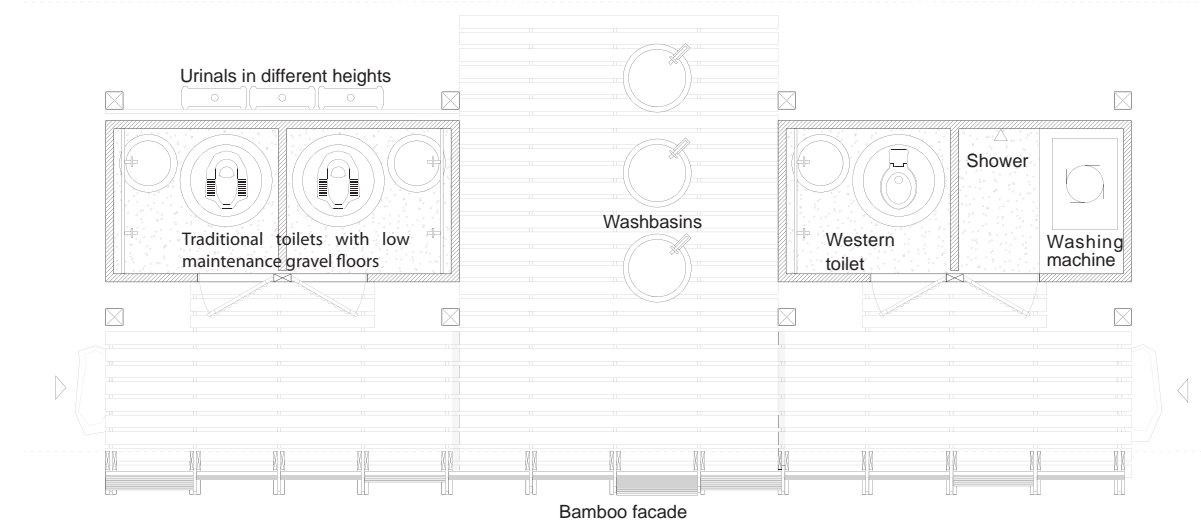 Urinals in different heights
Traditional toilets with low
maintenance gravel floors
Washbasins
Western
toilet
Shower
Washing
machine
Bamboo facade